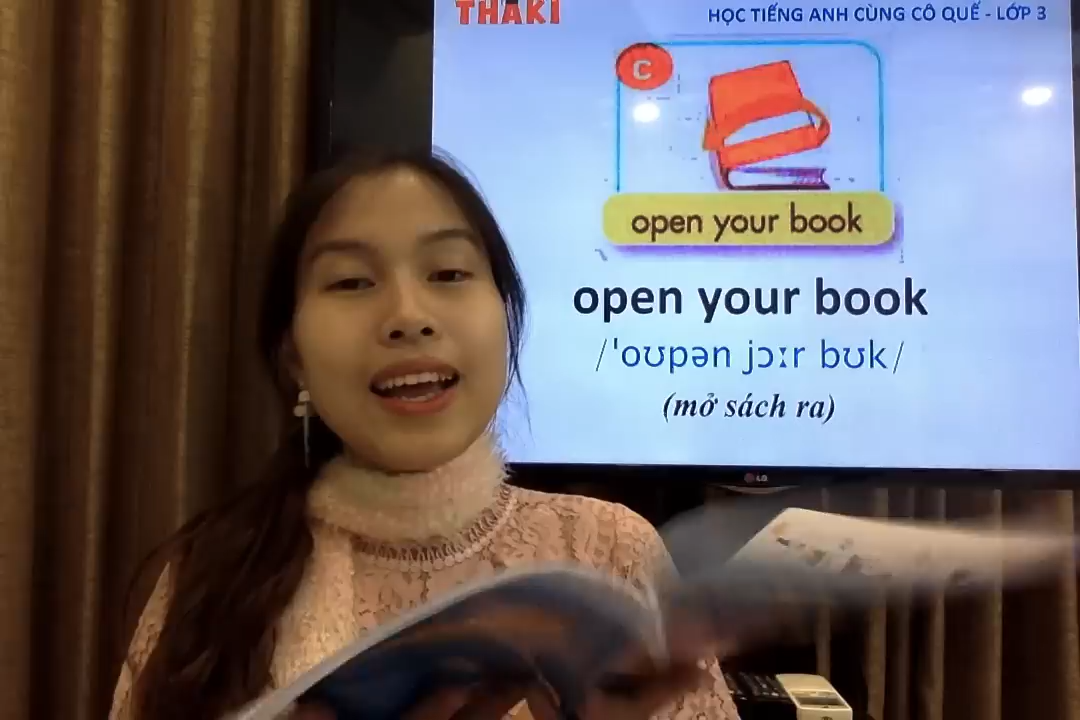 THAKI
HỌC TIẾNG ANH CÙNG CÔ QUẾ - LỚP 3
C
open your book
open your book
/ˈoʊpən jɔːr bʊk/
(mở sách ra)
LG